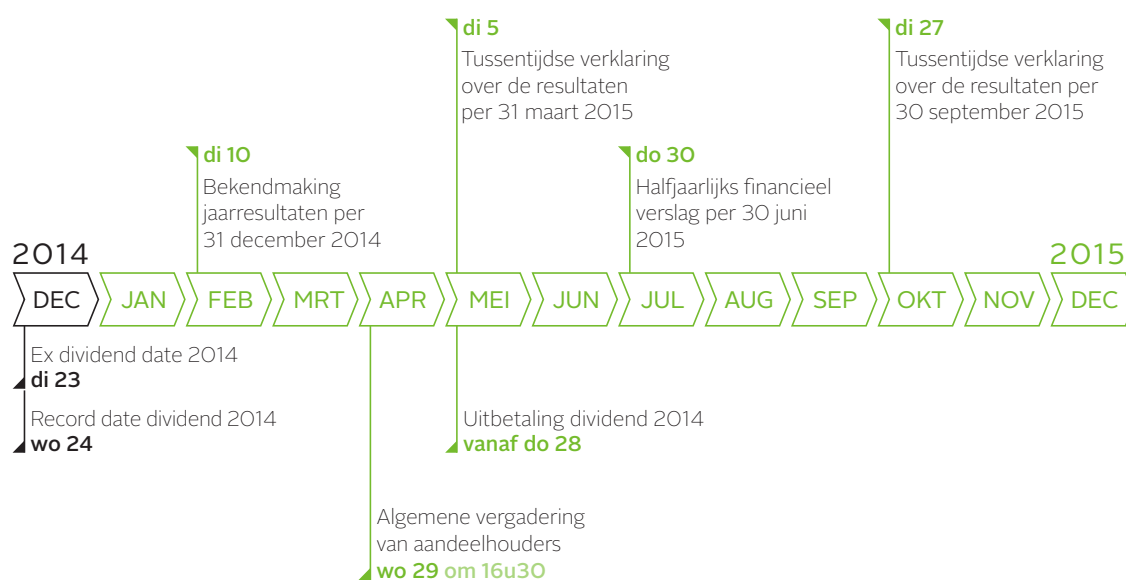 di 5
Tussentijdse verklaring
over de resultaten
per 31 maart 2015
di 27
Tussentijdse verklaring
over de resultaten per
30 september 2015
di 10
Bekendmaking
jaarresultaten per
31 december 2014
do 30
Halfjaarlijks financieel
verslag per 30 juni
2015
2014
2015
DEC
JAN
FEB
MRT
APR
MEI
JUN
JUL
AUG
SEP
OKT
NOV
DEC
Ex dividend date 2014
di 23
Record date dividend 2014
wo 24
Uitbetaling dividend 2014
vanaf do 28
Algemene vergadering
van aandeelhouders
wo 29 om 16u30